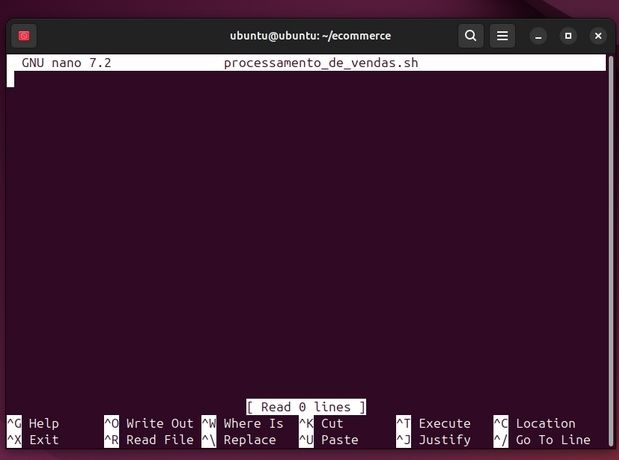 ubuntu@ubuntu: ~/ecommerce
GNU nano 7.2 processamento_de_vendas.sh
[ Read 0 lines ]
^G Help ^O Write Out ^W Where Is ^K Cut ^T Execute ^C Location
^X Exit ^R Read File ^\ Replace ^U Paste ^J Justify ^/ Go To Line